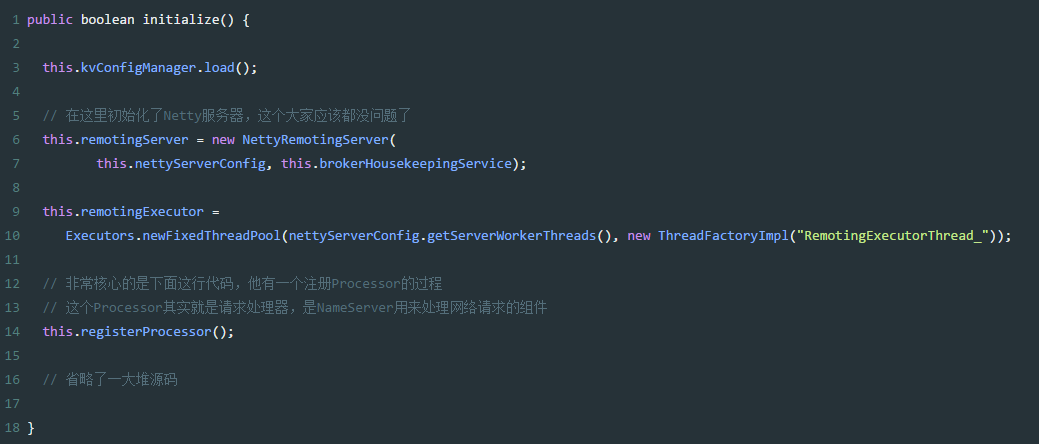 1 public boolean initialize() {
2
3 this.kvConfigManager.load();
4
5 // 在这里初始化了Netty服务器，这个大家应该都没问题了
6 this.remotingServer = new NettyRemotingServer(
7 this.nettyServerConfig, this.brokerHousekeepingService);
8
9 this.remotingExecutor =
10 Executors.newFixedThreadPool(nettyServerConfig.getServerWorkerThreads(), new ThreadFactoryImpl("RemotingExecutorThread_"));
11
12 // 非常核心的是下面这行代码，他有一个注册Processor的过程
13 // 这个Processor其实就是请求处理器，是NameServer用来处理网络请求的组件
14 this.registerProcessor();
15
16 // 省略了一大堆源码
17
18 }